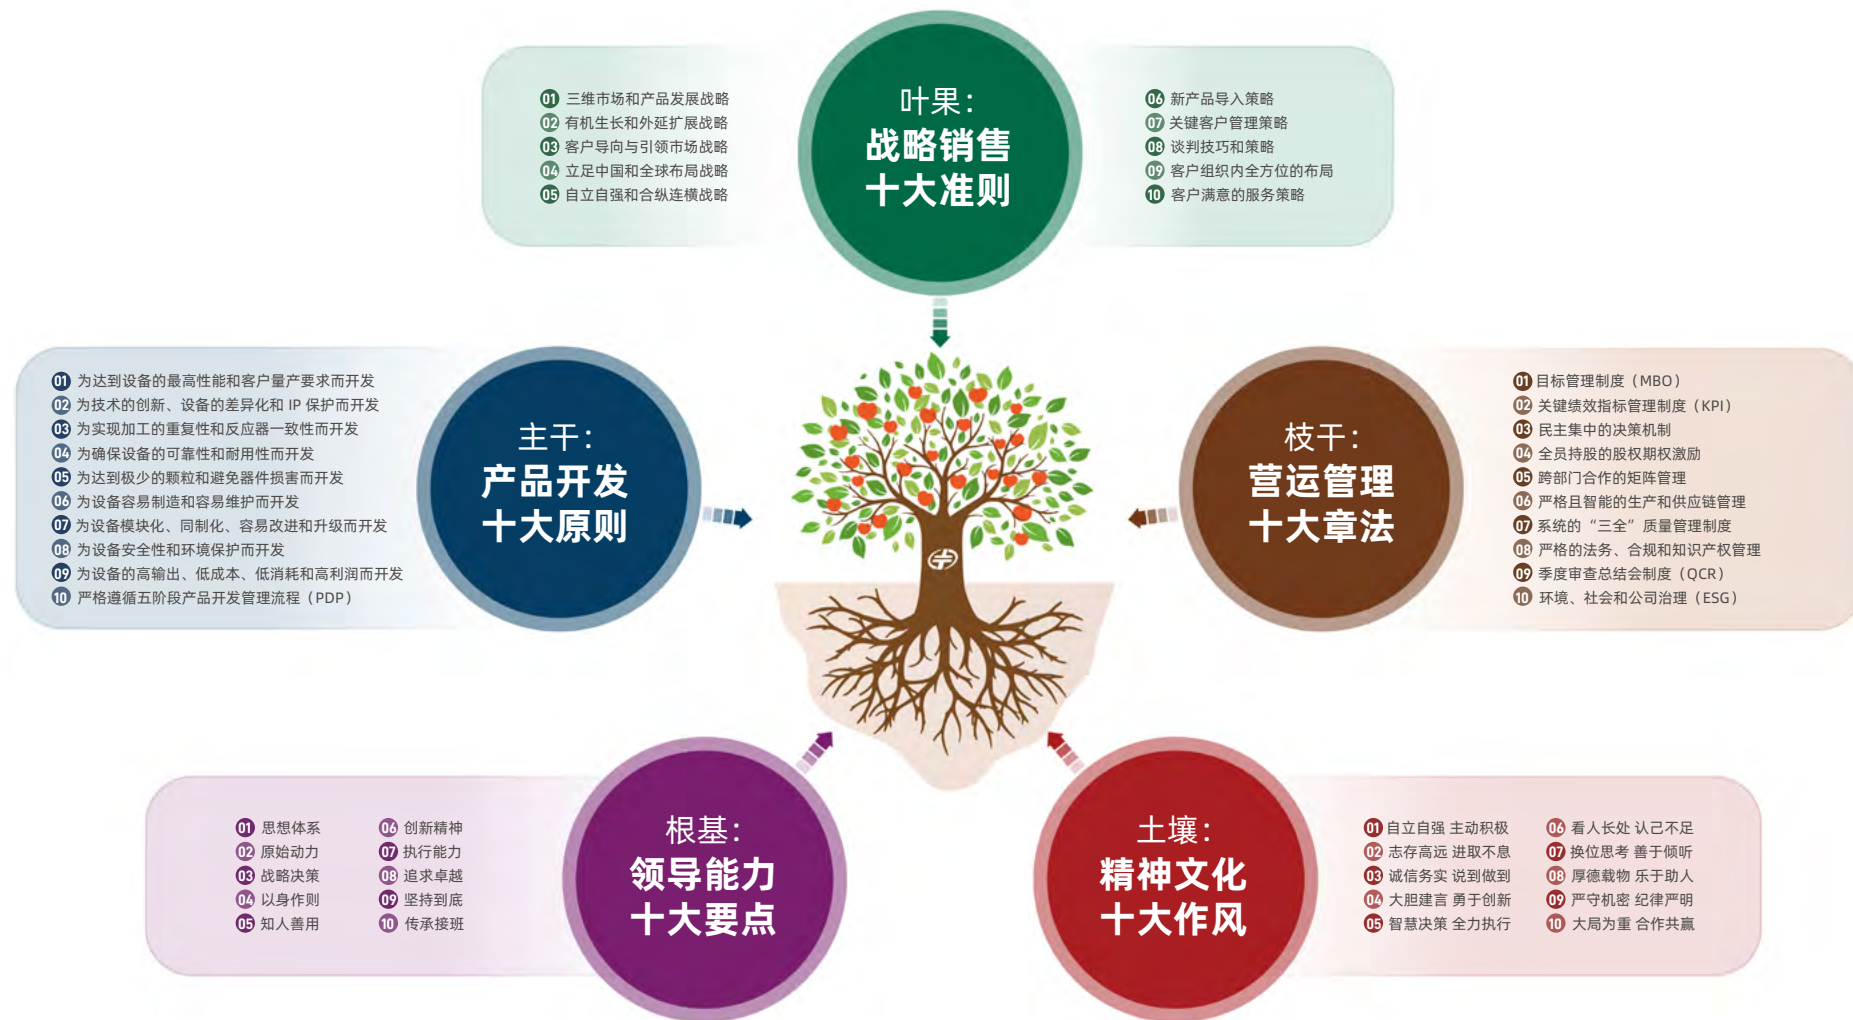 叶果：
战略销售
十大准则
01 三维市场和产品发展战略
02 有机生长和外延扩展战略
03 客户导向与引领市场战略
04 立足中国和全球布局战略
05 自立自强和合纵连横战略
06 新产品导入策略
07 关键客户管理策略
08 谈判技巧和策略
09 客户组织内全方位的布局
10 客户满意的服务策略
主干：
产品开发
十大原则
01 为达到设备的最高性能和客户量产要求而开发
02 为技术的创新、设备的差异化和 IP 保护而开发
03 为实现加工的重复性和反应器一致性而开发
04 为确保设备的可靠性和耐用性而开发
05 为达到极少的颗粒和避免器件损害而开发
06 为设备容易制造和容易维护而开发
07 为设备模块化、同制化、容易改进和升级而开发
08 为设备安全性和环境保护而开发
09 为设备的高输出、低成本、低消耗和高利润而开发
10 严格遵循五阶段产品开发管理流程（PDP）
枝干：
营运管理
十大章法
01 目标管理制度（MBO）
02 关键绩效指标管理制度（KPI）
03 民主集中的决策机制
04 全员持股的股权期权激励
05 跨部门合作的矩阵管理
06 严格且智能的生产和供应链管理
07 系统的“三全”质量管理制度
08 严格的法务、合规和知识产权管理
09 季度审查总结会制度（QCR）
10 环境、社会和公司治理（ESG）
根基：
领导能力
十大要点
01 思想体系
02 原始动力
03 战略决策
04 以身作则
05 知人善用
06 创新精神
07 执行能力
08 追求卓越
09 坚持到底
10 传承接班
土壤：
精神文化
十大作风
01 自立自强 主动积极
02 志存高远 进取不息
03 诚信务实 说到做到
04 大胆建言 勇于创新
05 智慧决策 全力执行
06 看人长处 认己不足
07 换位思考 善于倾听
08 厚德载物 乐于助人
09 严守机密 纪律严明
10 大局为重 合作共赢